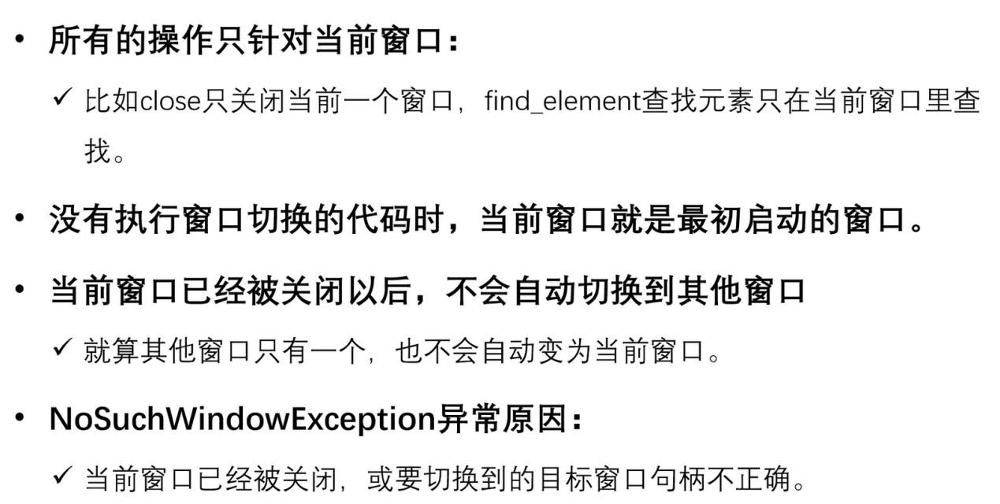 • 所有的操作只针对当前窗口：
✓ 比如close只关闭当前一个窗口，find_element查找元素只在当前窗口里查
找。
• 没有执行窗口切换的代码时，当前窗口就是最初启动的窗口。
• 当前窗口已经被关闭以后，不会自动切换到其他窗口
✓ 就算其他窗口只有一个，也不会自动变为当前窗口。
• NoSuchWindowException异常原因：
✓ 当前窗口已经被关闭，或要切换到的目标窗口句柄不正确。